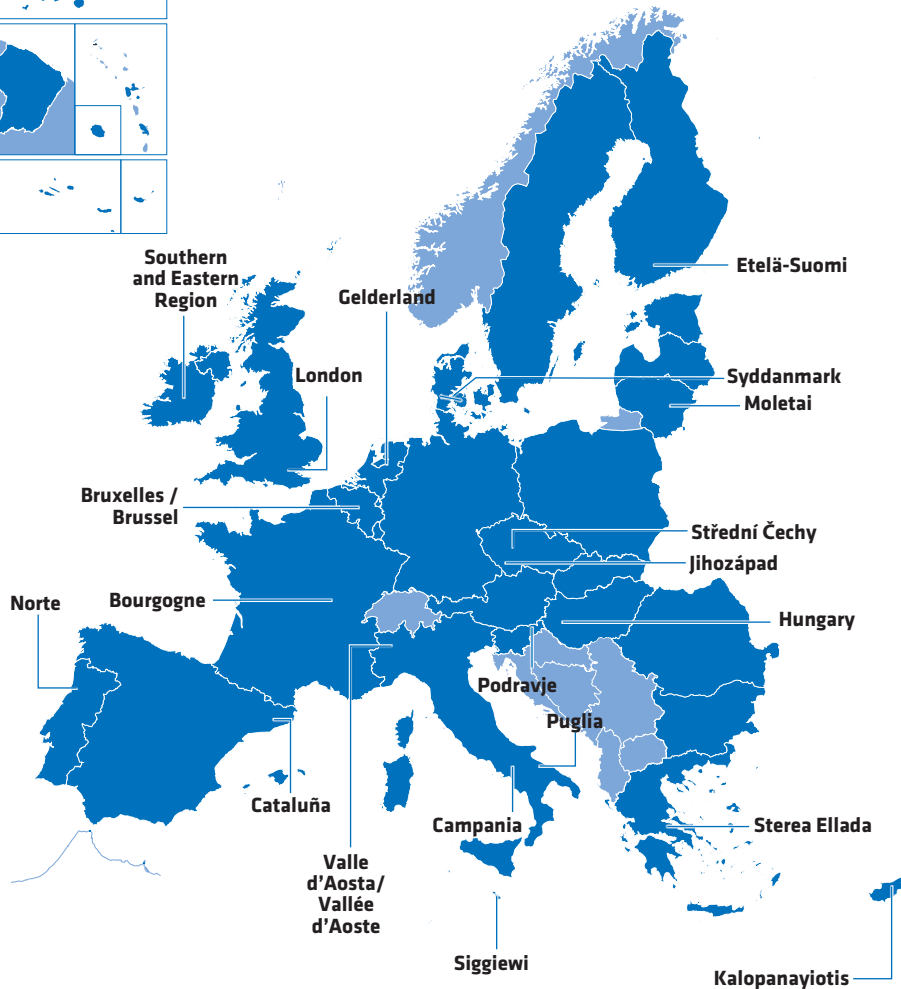 Southern
and Eastern
Region
Gelderland
Etelä-Suomi
London
Syddanmark
Moletai
Bruxelles /
Brussel
Střední Čechy
Jihozápad
Norte
Bourgogne
Hungary
Podravje
Puglia
Cataluña
Campania
Sterea Ellada
Valle
d'Aosta/
Vallée
d'Aoste
Siggiewi
Kalopanayiotis